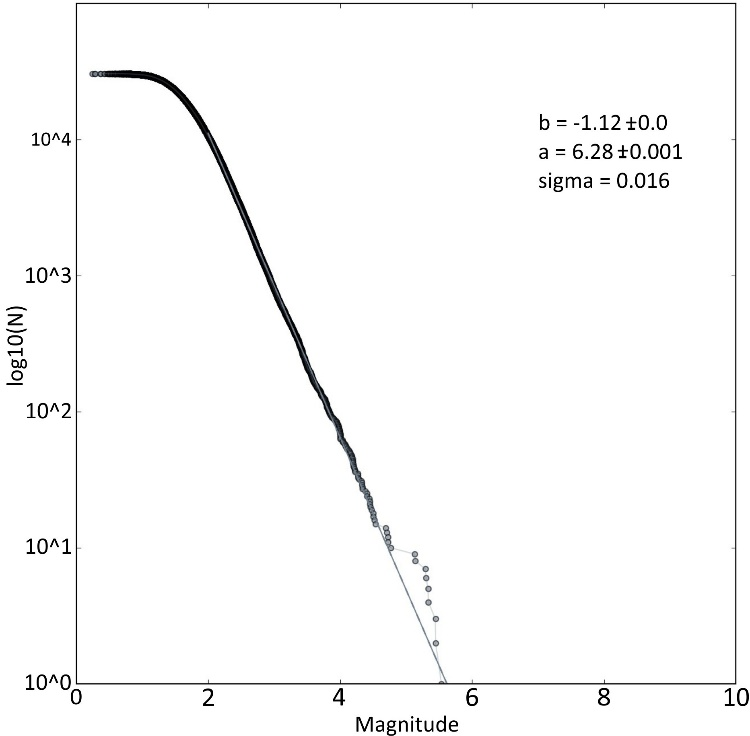 b = -1.12 ±0.0
a = 6.28 ±0.001
sigma = 0.016
10^4
10^3
10^2
10^1
10^0
log10(N)
0 2 4 6 8 10
Magnitude